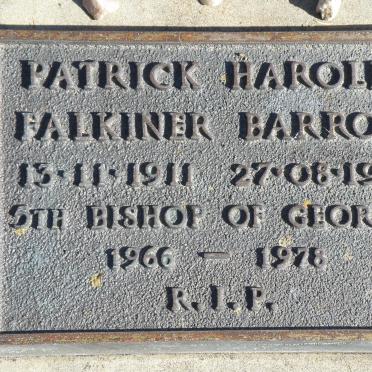 PATRICK HAROL
FALKINER BARRO
13·11·1911 27·08·19
5TH BISHOP OF GEOR
1966 — 1978
R.I.P.